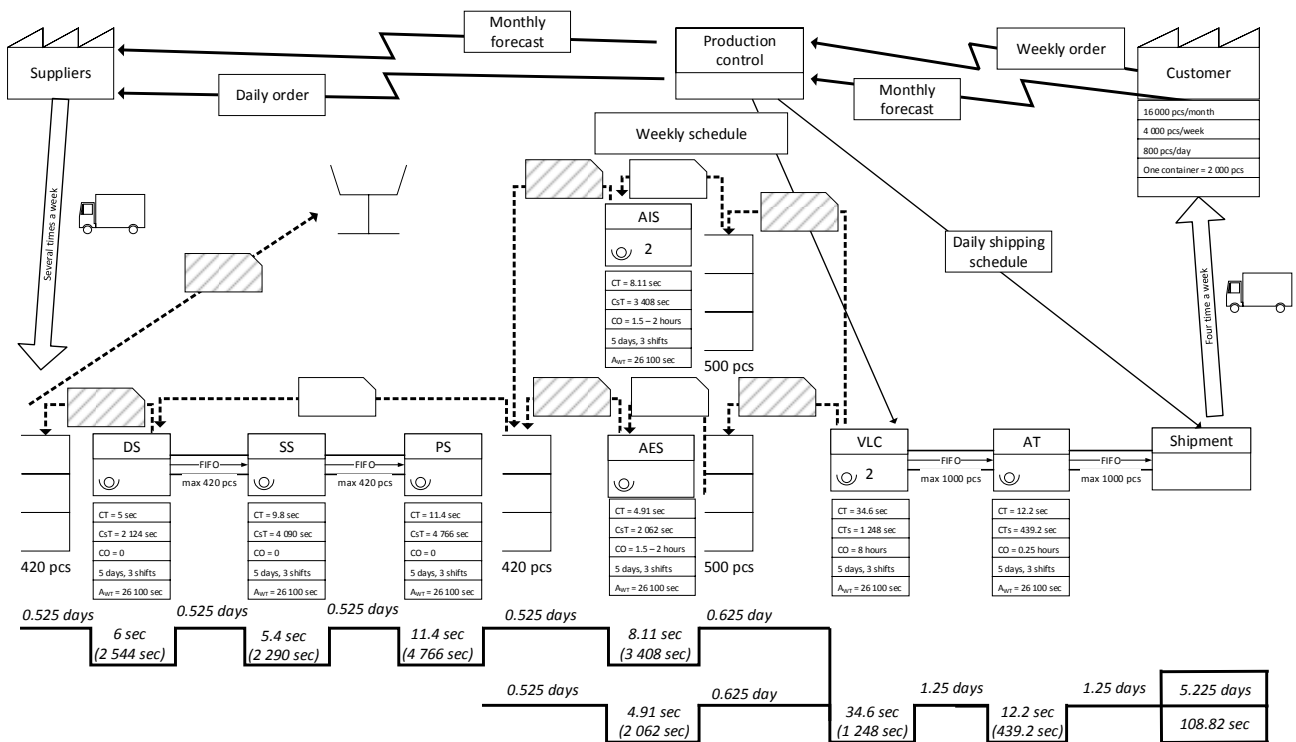 Monthly
forecast
Production
control
Weekly order
Suppliers
Customer
Daily order
Monthly
forecast
Weekly schedule
16 000 pcs/month
4 000 pcs/week
800 pcs/day
One container = 2 000 pcs
Several times a week
AIS
2
CT = 8.11 sec
CsT = 3 408 sec
CO = 1.5 – 2 hours
5 days, 3 shifts
AWT = 26 100 sec
500 pcs
Daily shipping
schedule
Four time a week
DS
FIFO
max 420 pcs
SS
FIFO
max 420 pcs
PS
AES
VLC
2
FIFO
max 1000 pcs
AT
FIFO
max 1000 pcs
Shipment
420 pcs
CT = 5 sec
CsT = 2 124 sec
CO = 0
5 days, 3 shifts
AWT = 26 100 sec
CT = 9.8 sec
CsT = 4 090 sec
CO = 0
5 days, 3 shifts
AWT = 26 100 sec
CT = 11.4 sec
CsT = 4 766 sec
CO = 0
5 days, 3 shifts
AWT = 26 100 sec
420 pcs
CT = 4.91 sec
CsT = 2 062 sec
CO = 1.5 – 2 hours
5 days, 3 shifts
AWT = 26 100 sec
500 pcs
CT = 34.6 sec
CTs = 1 248 sec
CO = 8 hours
5 days, 3 shifts
AWT = 26 100 sec
CT = 12.2 sec
CTs = 439.2 sec
CO = 0.25 hours
5 days, 3 shifts
AWT = 26 100 sec
0.525 days
0.525 days
0.525 days
0.525 days
0.625 days
6 sec
(2 544 sec)
5.4 sec
(2 290 sec)
11.4 sec
(4 766 sec)
8.11 sec
(3 408 sec)
0.525 days
0.625 day
1.25 days
1.25 days
5.225 days
4.91 sec
(2 062 sec)
34.6 sec
(1 248 sec)
12.2 sec
(439.2 sec)
108.82 sec